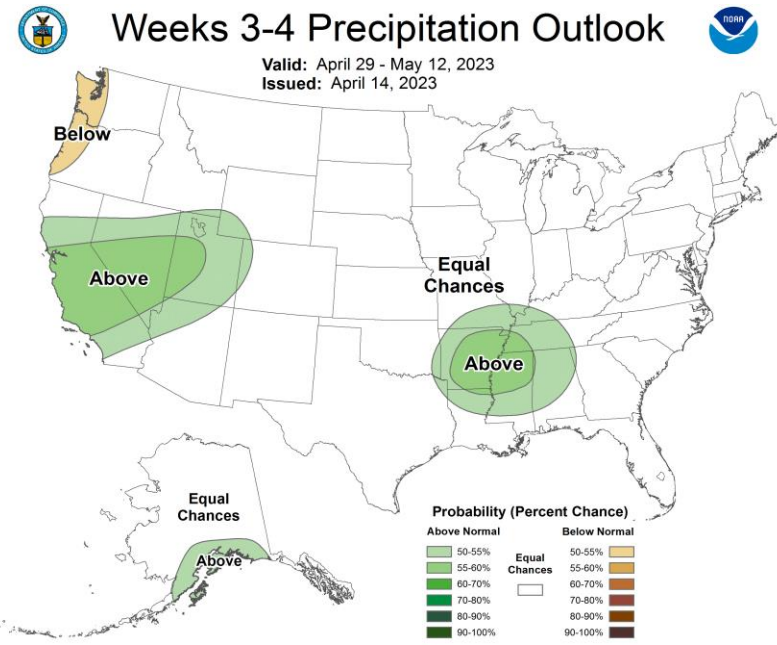 Weeks 3-4 Precipitation Outlook
NOAA
Valid: April 29 - May 12, 2023
Issued: April 14, 2023
Below
Above
Equal
Chances
Above
Equal
Chances
Above
Probability (Percent Chance)
Above Normal
Below Normal
50-55%
55-60%
60-70%
70-80%
80-90%
90-100%
Equal
Chances
50-55%
55-60%
60-70%
70-80%
80-90%
90-100%